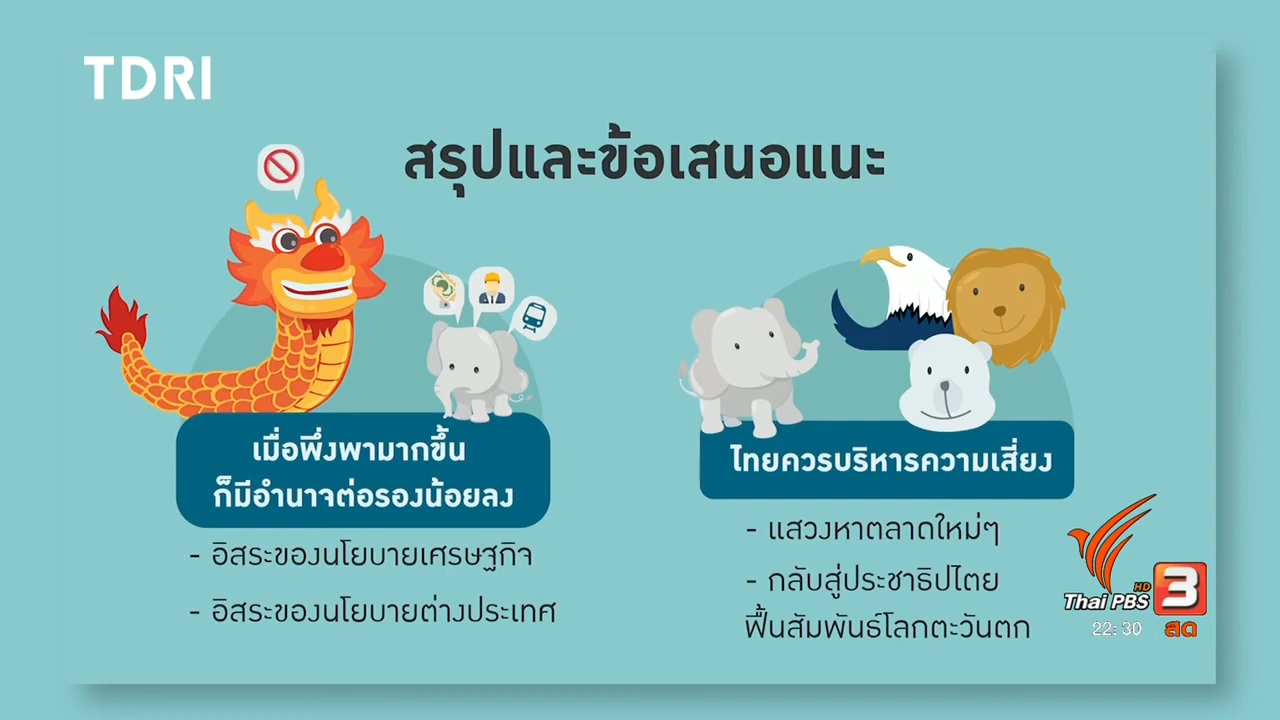 TDRI
สรุปและข้อเสนอแนะ
เมื่อพึ่งพามากขึ้น
ก็มีอำนาจต่อรองน้อยลง
- อิสระของนโยบายเศรษฐกิจ
- อิสระของนโยบายต่างประเทศ
ไทยควรบริหารความเสี่ยง
- แสวงหาตลาดใหม่ๆ
- กลับสู่ประชาธิปไตย
ฟื้นสัมพันธ์โลกตะวันตก
HD
Thai PBS 3
22:30 สด